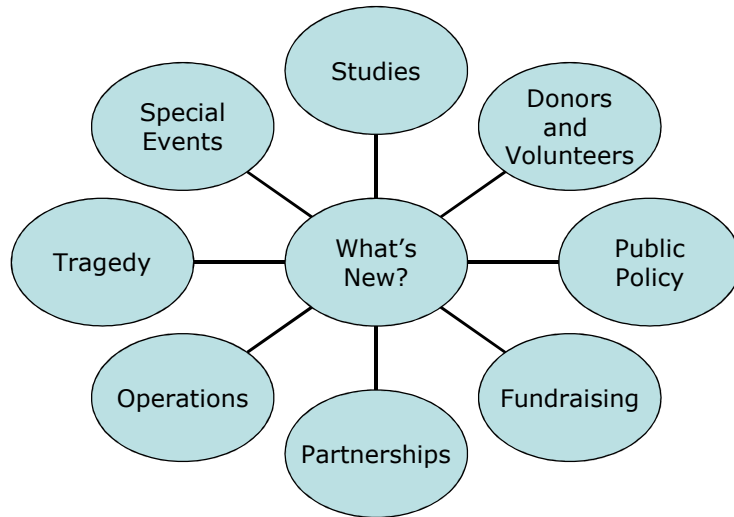 Studies
Special
Events
Donors
and
Volunteers
Tragedy
What’s
New?
Public
Policy
Operations
Fundraising
Partnerships